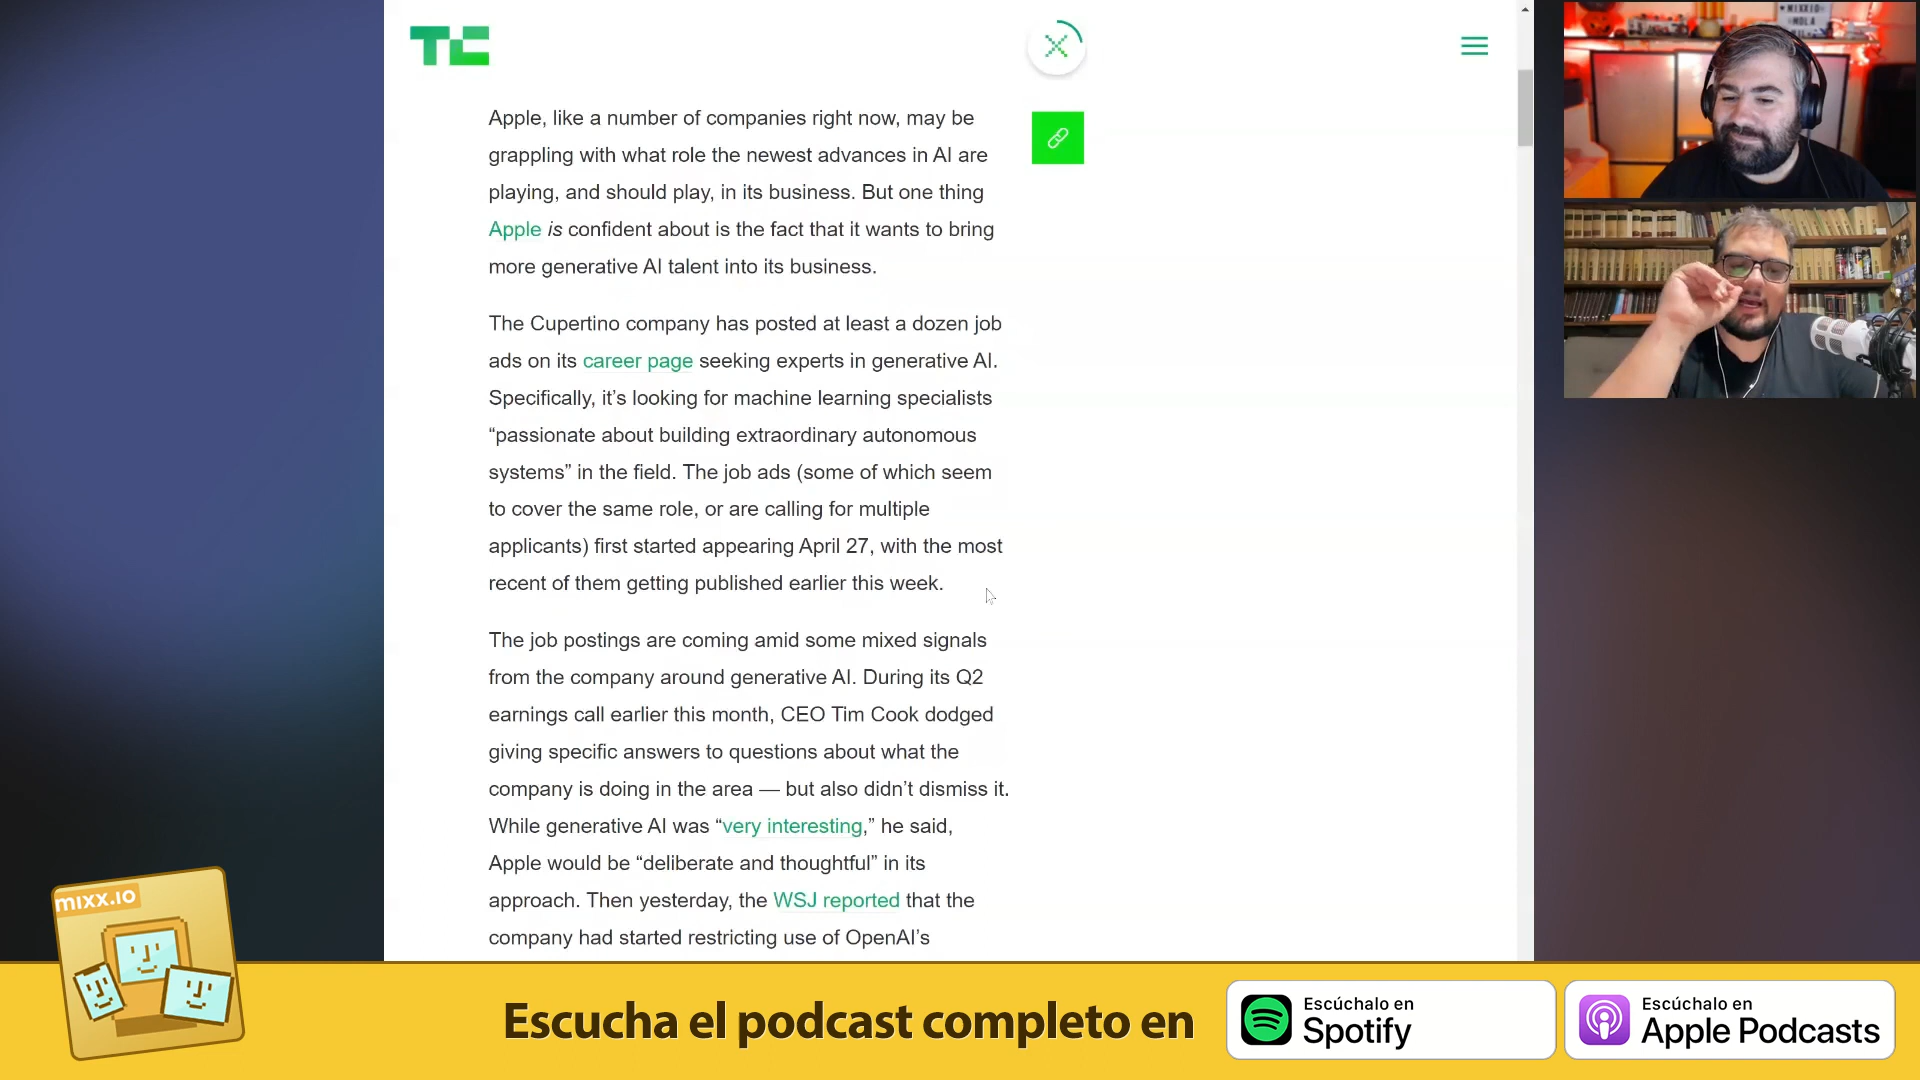 TC
Apple, like a number of companies right now, may be
grappling with what role the newest advances in AI are
playing, and should play, in its business. But one thing
Apple is confident about is the fact that it wants to bring
more generative AI talent into its business.
The Cupertino company has posted at least a dozen job
ads on its career page seeking experts in generative AI.
Specifically, it’s looking for machine learning specialists
“passionate about building extraordinary autonomous
systems” in the field. The job ads (some of which seem
to cover the same role, or are calling for multiple
applicants) first started appearing April 27, with the most
recent of them getting published earlier this week.
The job postings are coming amid some mixed signals
from the company around generative AI. During its Q2
earnings call earlier this month, CEO Tim Cook dodged
giving specific answers to questions about what the
company is doing in the area — but also didn’t dismiss it.
While generative AI was “very interesting,” he said,
Apple would be “deliberate and thoughtful” in its
approach. Then yesterday, the WSJ reported that the
company had started restricting use of OpenAI’s
MIXXIO
mixx.io
Escucha el podcast completo en
Escúchalo en
Spotify
Escúchalo en
Apple Podcasts